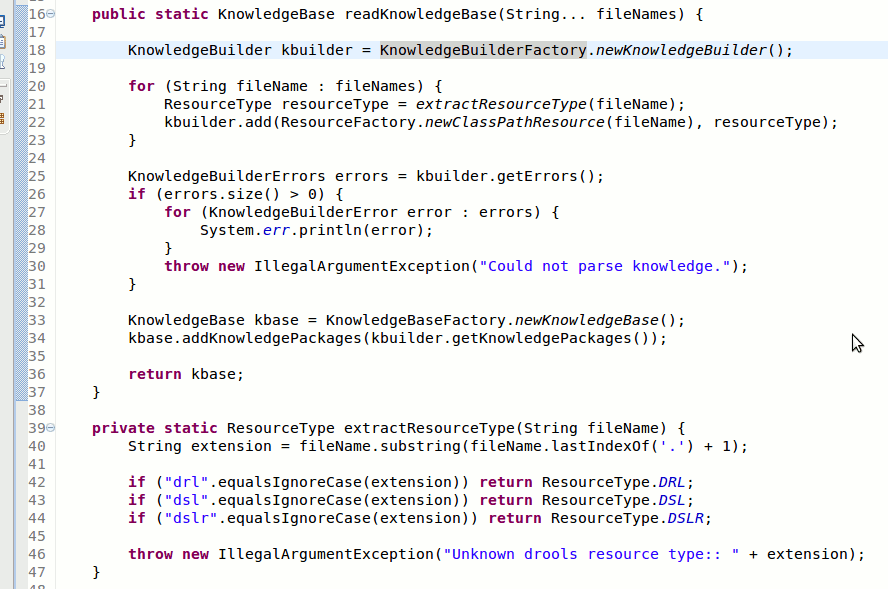 16 public static KnowledgeBase readKnowledgeBase(String... fileNames) {
17
18 KnowledgeBuilder kbuilder = KnowledgeBuilderFactory.newKnowledgeBuilder();
19
20 for (String fileName : fileNames) {
21 ResourceType resourceType = extractResourceType(fileName);
22 kbuilder.add(ResourceFactory.newClassPathResource(fileName), resourceType);
23 }
24
25 KnowledgeBuilderErrors errors = kbuilder.getErrors();
26 if (errors.size() > 0) {
27 for (KnowledgeBuilderError error : errors) {
28 System.err.println(error);
29 }
30 throw new IllegalArgumentException("Could not parse knowledge.");
31 }
32
33 KnowledgeBase kbase = KnowledgeBaseFactory.newKnowledgeBase();
34 kbase.addKnowledgePackages(kbuilder.getKnowledgePackages());
35
36 return kbase;
37 }
38
39 private static ResourceType extractResourceType(String fileName) {
40 String extension = fileName.substring(fileName.lastIndexOf('.') + 1);
41
42 if ("drl".equalsIgnoreCase(extension)) return ResourceType.DRL;
43 if ("dsl".equalsIgnoreCase(extension)) return ResourceType.DSL;
44 if ("dslr".equalsIgnoreCase(extension)) return ResourceType.DSLR;
45
46 throw new IllegalArgumentException("Unknown drools resource type:: " + extension);
47 }